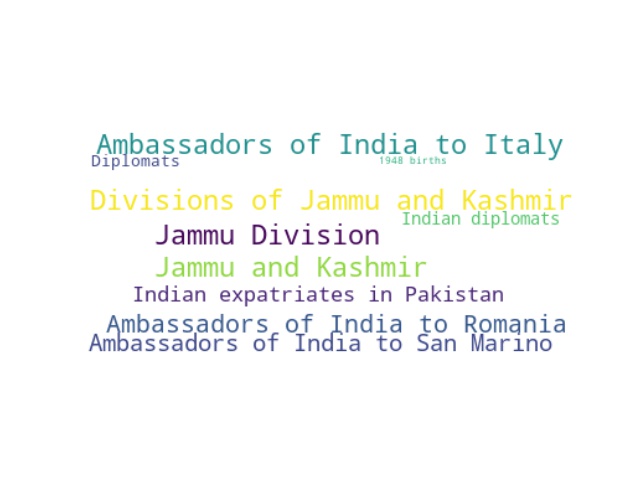 Ambassadors of India to Italy
Diplomats
1948 births
Divisions of Jammu and Kashmir
Indian diplomats
Jammu Division
Jammu and Kashmir
Indian expatriates in Pakistan
Ambassadors of India to Romania
Ambassadors of India to San Marino